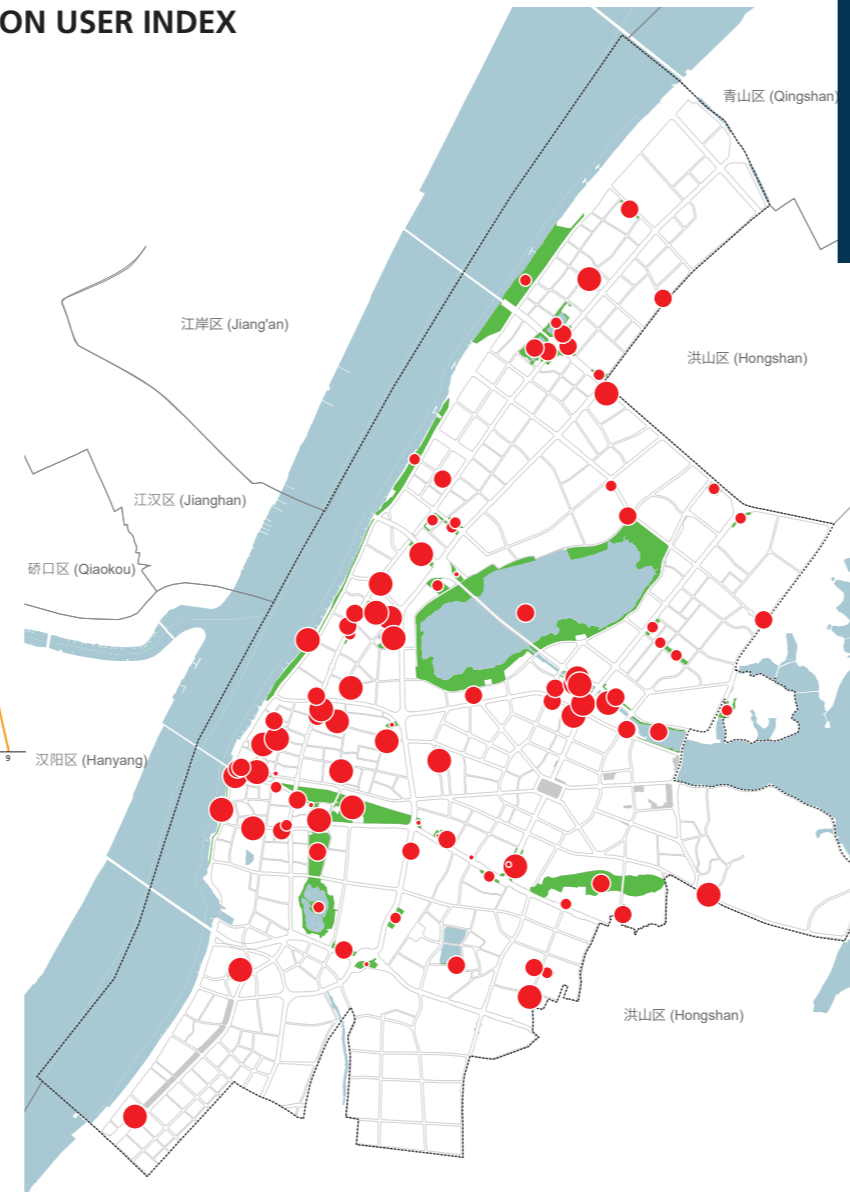 ON USER INDEX
青山区 (Qingshan)
江岸区 (Jiang'an)
洪山区 (Hongshan)
江汉区 (Jianghan)
硚口区 (Qiaokou)
9
汉阳区 (Hanyang)
洪山区 (Hongshan)